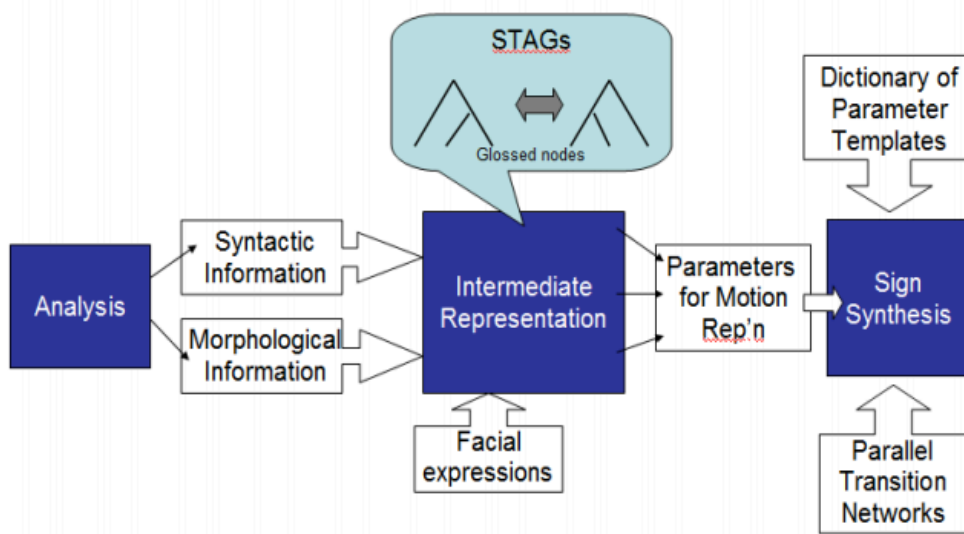 STAGs
Glossed nodes
Dictionary of
Parameter
Templates
Analysis
Syntactic
Information
Morphological
Information
Intermediate
Representation
Facial
expressions
Parameters
for Motion
Rep'n
Sign
Synthesis
Parallel
Transition
Networks